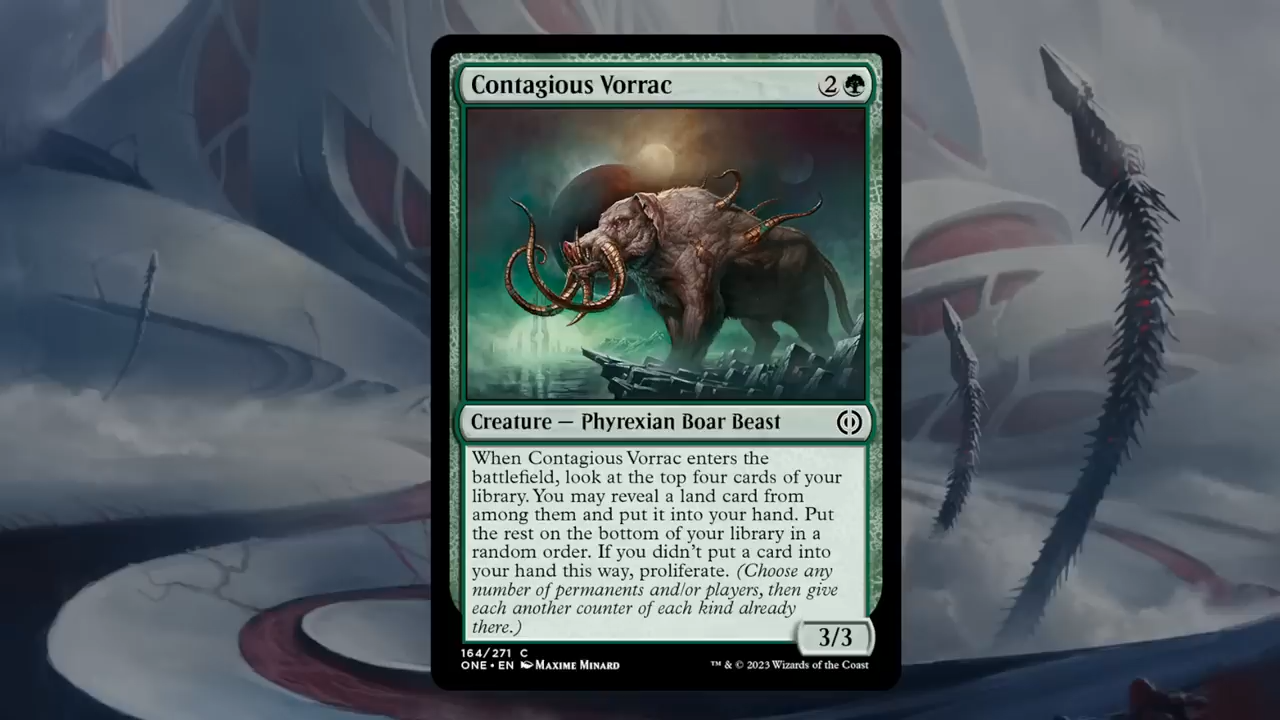 Contagious Vorrac 2
Creature — Phyrexian Boar Beast
When Contagious Vorrac enters the
battlefield, look at the top four cards of your
library. You may reveal a land card from
among them and put it into your hand. Put
the rest on the bottom of your library in a
random order. If you didn't put a card into
your hand this way, proliferate. (Choose any
number of permanents and/or players, then give
each another counter of each kind already
there.)
3/3
164/271 C
ONE • EN Maxime Minard
™ & © 2023 Wizards of the Coast